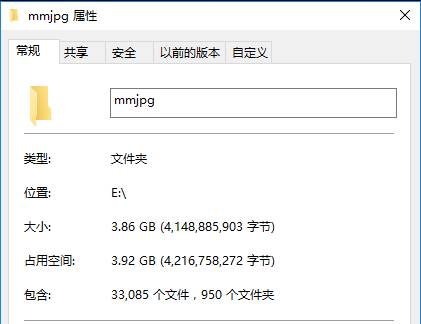 mmjpg 属性
常规 共享 安全 以前的版本 自定义
mmjpg
类型: 文件夹
位置: E:\
大小: 3.86 GB (4,148,885,903 字节)
占用空间: 3.92 GB (4,216,758,272 字节)
包含: 33,085 个文件，950 个文件夹